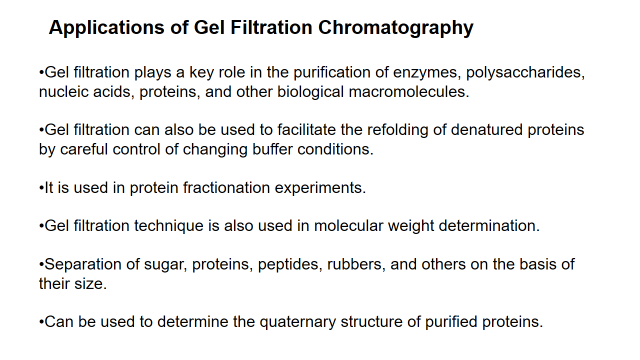 Applications of Gel Filtration Chromatography
•Gel filtration plays a key role in the purification of enzymes, polysaccharides,
nucleic acids, proteins, and other biological macromolecules.
•Gel filtration can also be used to facilitate the refolding of denatured proteins
by careful control of changing buffer conditions.
•It is used in protein fractionation experiments.
•Gel filtration technique is also used in molecular weight determination.
•Separation of sugar, proteins, peptides, rubbers, and others on the basis of
their size.
•Can be used to determine the quaternary structure of purified proteins.